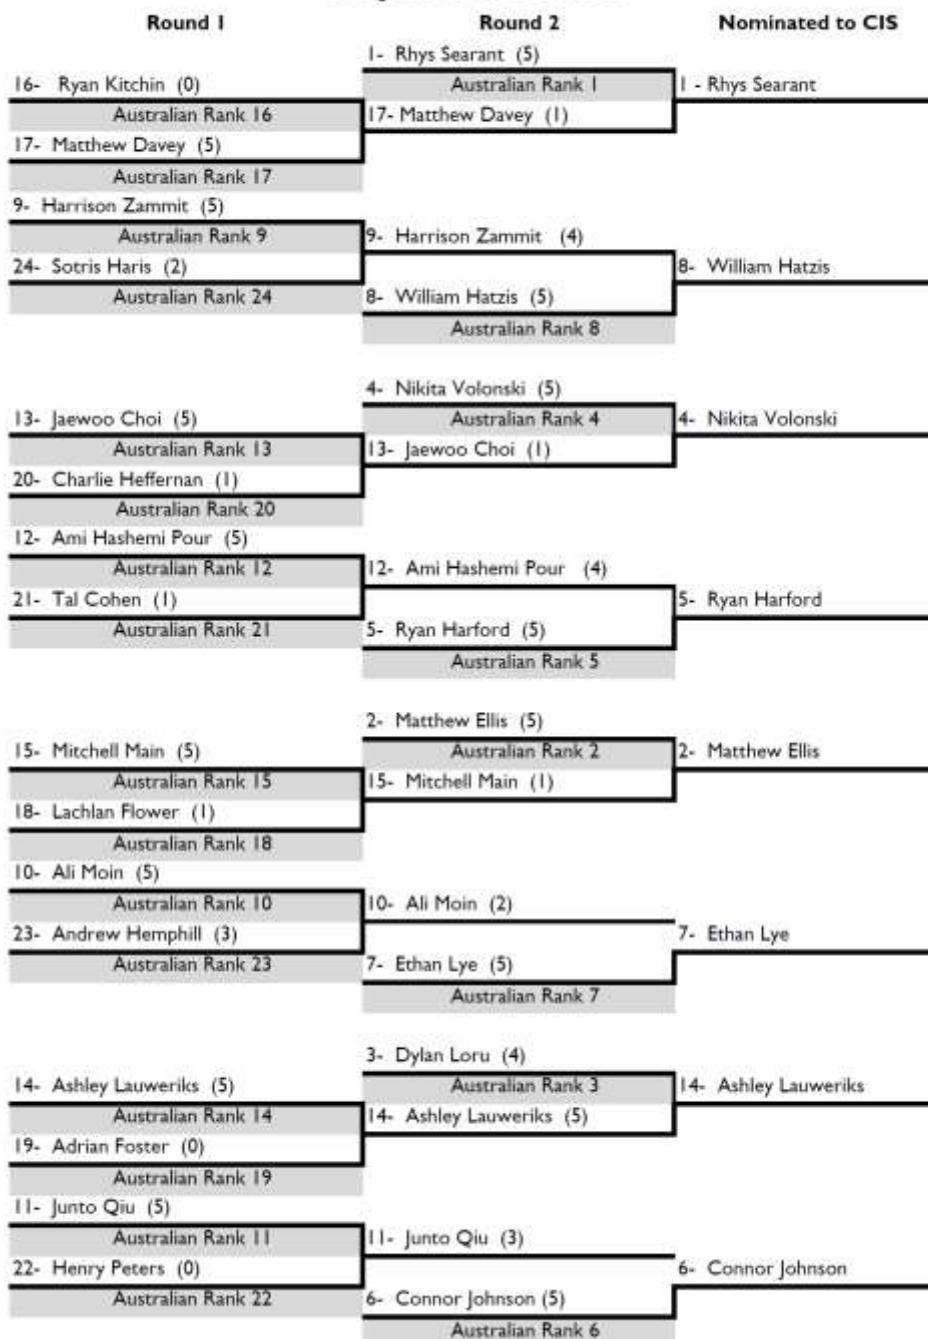 Round 1 Round 2 Nominated to CIS
1- Rhys Searant (5)
16- Ryan Kitchin (0) Australian Rank 1 1 - Rhys Searant
Australian Rank 16 17- Matthew Davey (1)
17- Matthew Davey (5)
Australian Rank 17
9- Harrison Zammit (5)
Australian Rank 9 9- Harrison Zammit (4)
24- Sotris Haris (2) 8- William Hatzis
Australian Rank 24 8- William Hatzis (5)
Australian Rank 8
4- Nikita Volonski (5)
13- Jaewoo Choi (5) Australian Rank 4 4- Nikita Volonski
Australian Rank 13 13- Jaewoo Choi (1)
20- Charlie Heffernan (1)
Australian Rank 20
12- Ami Hashemi Pour (5)
Australian Rank 12 12- Ami Hashemi Pour (4)
21- Tal Cohen (1) 5- Ryan Harford
Australian Rank 21 5- Ryan Harford (5)
Australian Rank 5
2- Matthew Ellis (5)
15- Mitchell Main (5) Australian Rank 2 2- Matthew Ellis
Australian Rank 15 15- Mitchell Main (1)
18- Lachlan Flower (1)
Australian Rank 18
10- Ali Moin (5)
Australian Rank 10 10- Ali Moin (2)
23- Andrew Hemphill (3) 7- Ethan Lye
Australian Rank 23 7- Ethan Lye (5)
Australian Rank 7
3- Dylan Loru (4)
14- Ashley Lauweriks (5) Australian Rank 3 14- Ashley Lauweriks
Australian Rank 14 14- Ashley Lauweriks (5)
19- Adrian Foster (0)
Australian Rank 19
11- Junto Qiu (5)
Australian Rank 11 11- Junto Qiu (3)
22- Henry Peters (0) 6- Connor Johnson
Australian Rank 22 6- Connor Johnson (5)
Australian Rank 6